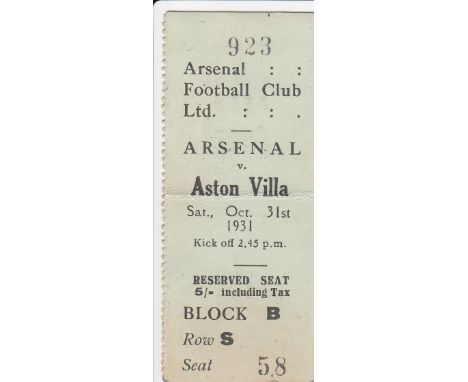 923
Arsenal : :
Football Club
Ltd. : : .
ARSENAL
v.
Aston Villa
Sat., Oct. 31st
1931
Kick off 2.45 p.m.
RESERVED SEAT
5/- including Tax
BLOCK B
Row S
Seat 58